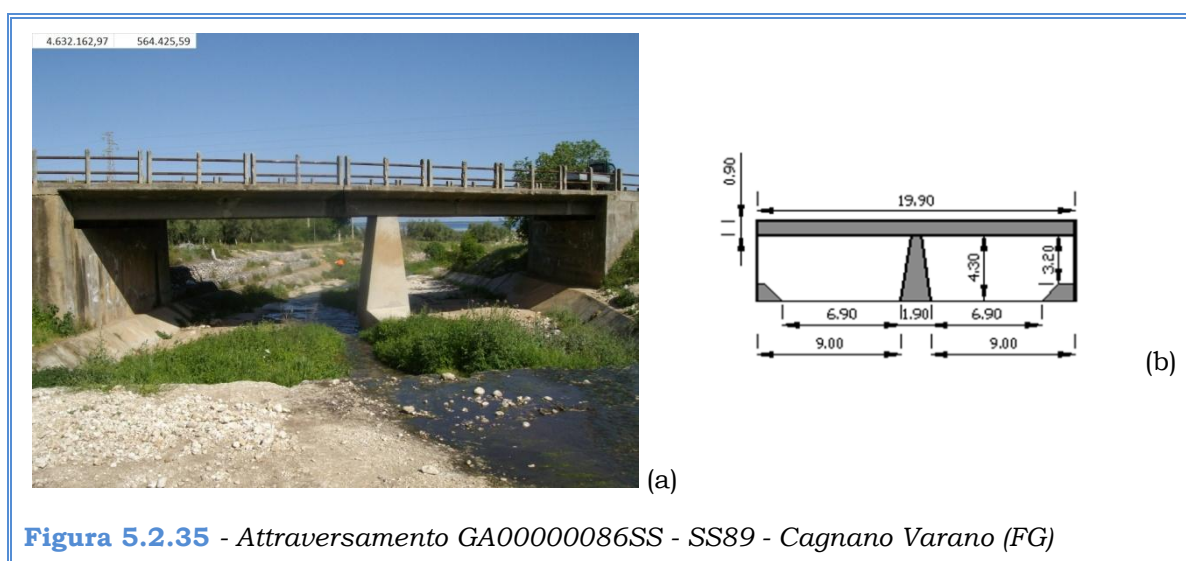 4.632.162,97 564.425,59
0.90
19.90
4.30
3.20
6.90 1.90 6.90
9.00 9.00
(b)
(a)
Figura 5.2.35 - Attraversamento GA00000086SS - SS89 - Cagnano Varano (FG)